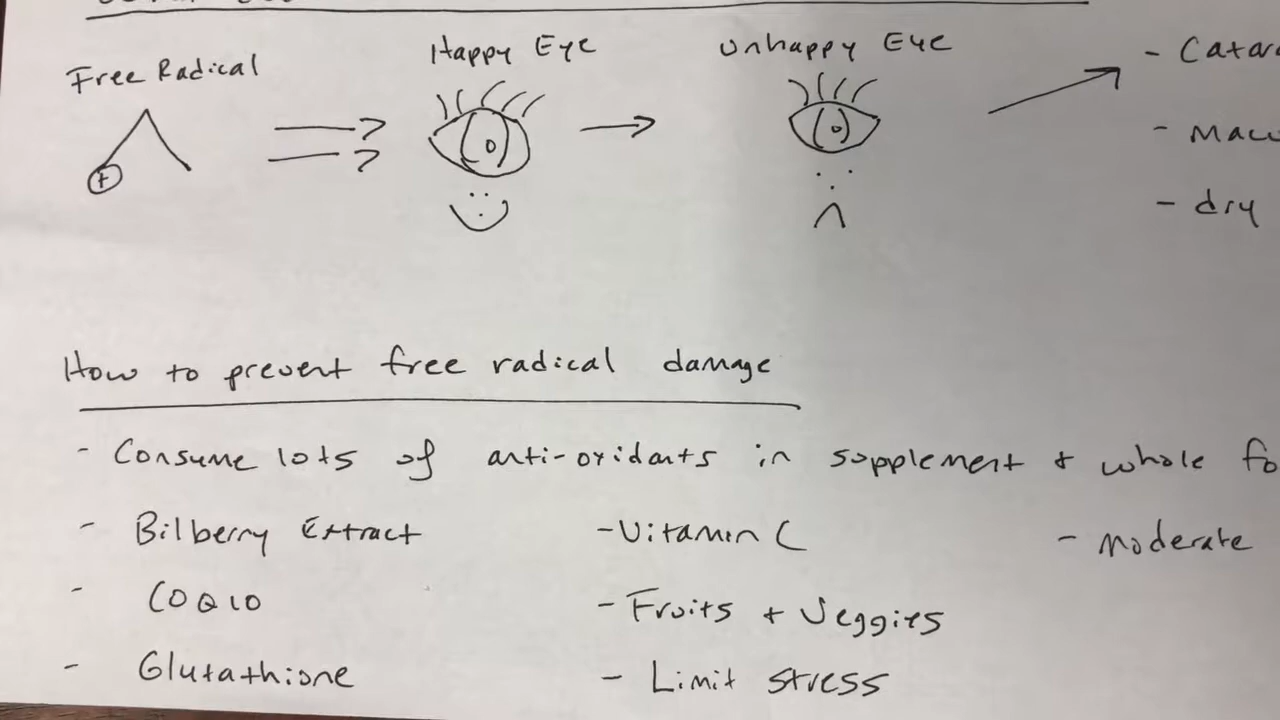 Free Radical
Happy Eye
Unhappy Eye
- Catar
- Macu
- dry
+
How to prevent free radical damage
- Consume lots of anti-oxidants in supplement + whole fo
- Bilberry Extract
- Vitamin C
- moderate
- COQ10
- Fruits + Veggies
- Glutathione
- Limit stress